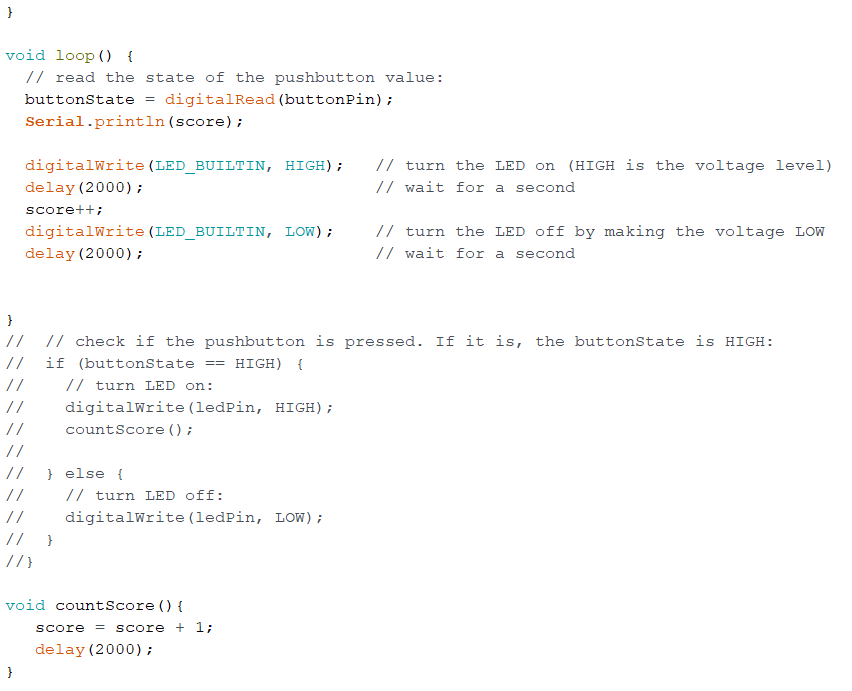 }

void loop() {
  // read the state of the pushbutton value:
  buttonState = digitalRead(buttonPin);
  Serial.println(score);

  digitalWrite(LED_BUILTIN, HIGH);   // turn the LED on (HIGH is the voltage level)
  delay(2000);                       // wait for a second
  score++;
  digitalWrite(LED_BUILTIN, LOW);    // turn the LED off by making the voltage LOW
  delay(2000);                       // wait for a second


}
//  // check if the pushbutton is pressed. If it is, the buttonState is HIGH:
//  if (buttonState == HIGH) {
//    // turn LED on:
//    digitalWrite(ledPin, HIGH);
//    countScore();
//
//  } else {
//    // turn LED off:
//    digitalWrite(ledPin, LOW);
//  }
//}

void countScore(){
   score = score + 1;
   delay(2000);
}